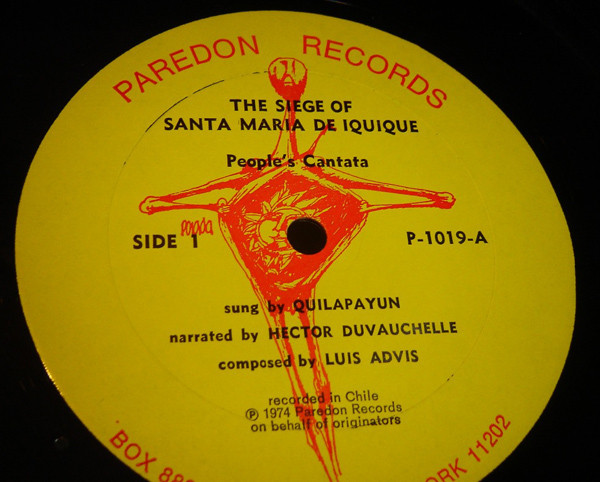 PAREDON RECORDS
THE SIEGE OF
SANTA MARIA DE IQUIQUE
People's Cantata
SIDE 1
P-1019-A
sung by QUILAPAYUN
narrated by HECTOR DUVAUCHELLE
composed by LUIS ADVIS
recorded in Chile
℗ 1974 Paredon Records
on behalf of originators
BOX 11202